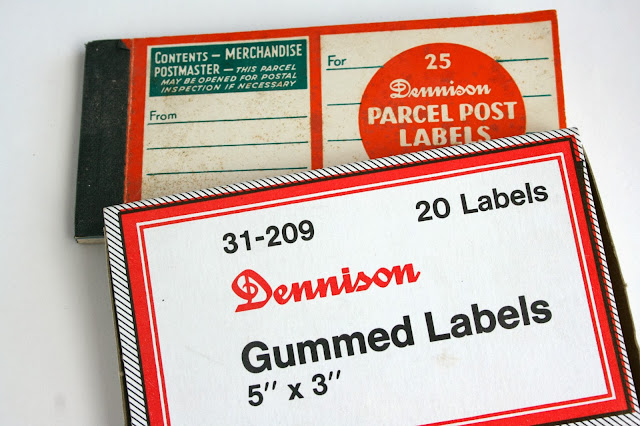 CONTENTS – MERCHANDISE
POSTMASTER – THIS PARCEL
MAY BE OPENED FOR POSTAL
INSPECTION IF NECESSARY
From
For
25
Dennison
PARCEL POST
LABELS
31-209
20 Labels
Dennison
Gummed Labels
5" x 3"